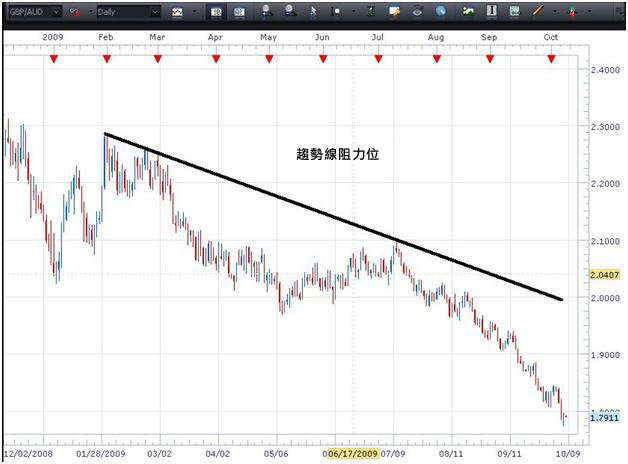 GBP/AUD Daily
2009 Feb Mar Apr May Jun Jul Aug Sep Oct
2.4000
2.3000
趨勢線阻力位
2.2000
2.1000
2.0407
2.0000
1.9000
1.7911
12/02/2008 01/28/2009 03/02 04/02 05/06 06/17/2009 07/09 08/11 09/11 10/09